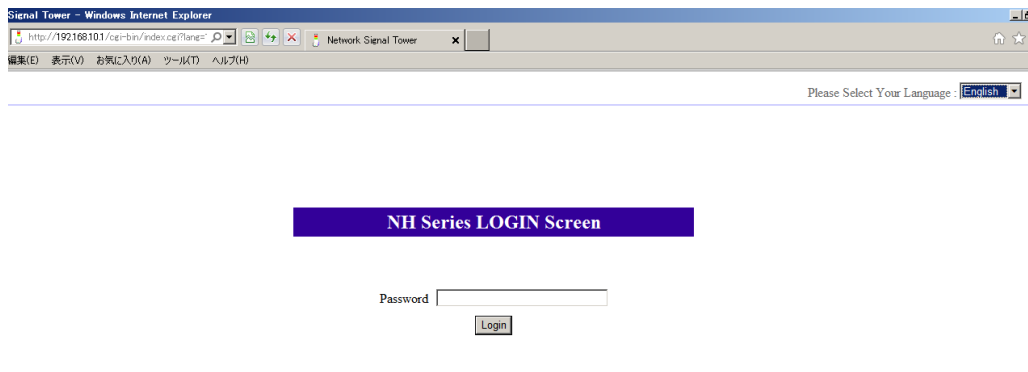 Signal Tower - Windows Internet Explorer
http://192.168.10.1/cgi-bin/index.cgi?lang=
Network Signal Tower
編集(E) 表示(V) お気に入り(A) ツール(T) ヘルプ(H)
Please Select Your Language : English
NH Series LOGIN Screen
Password
Login